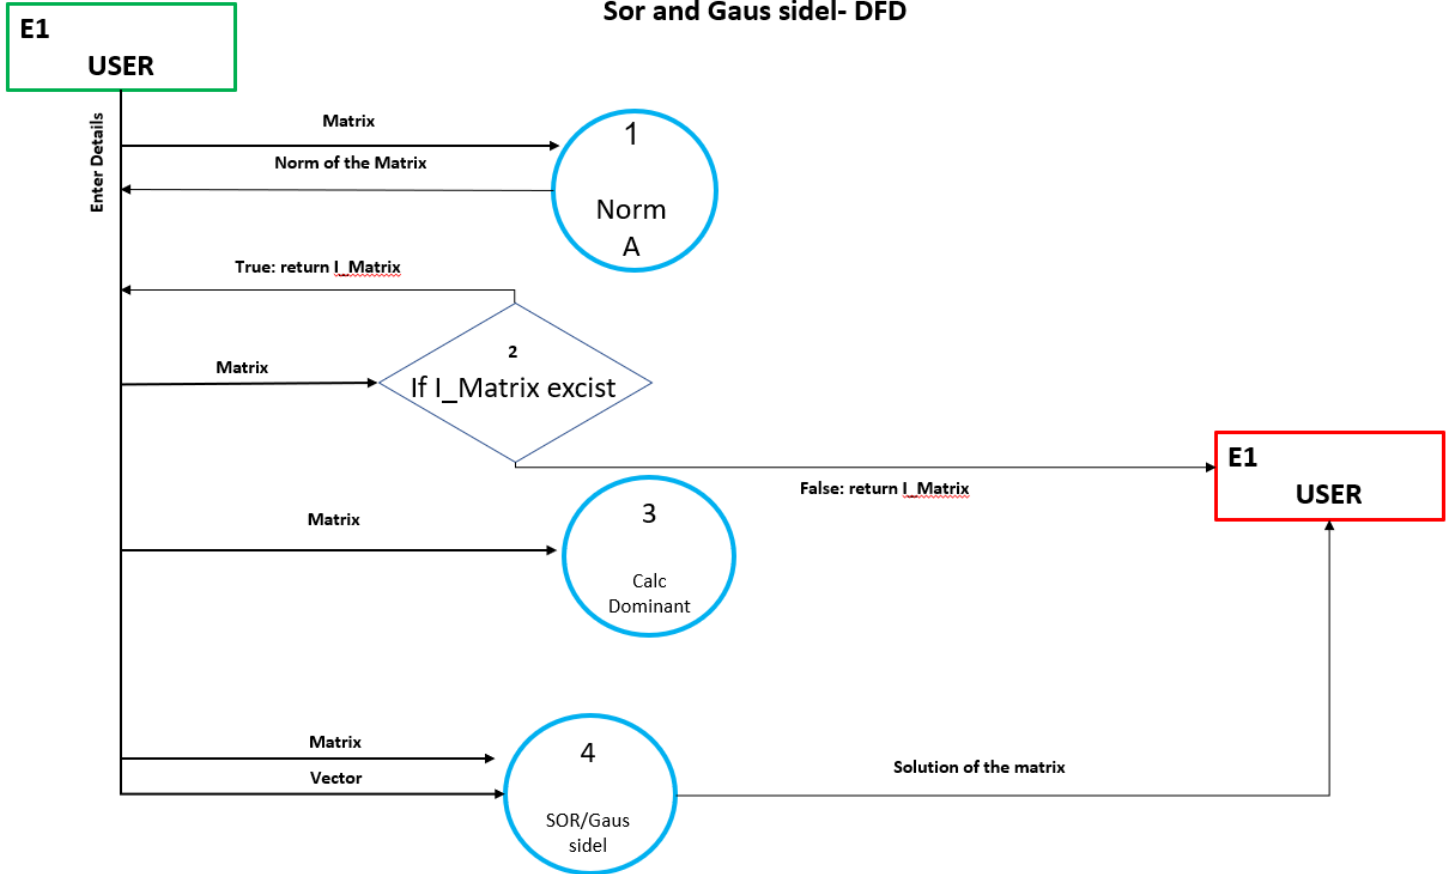 Sor and Gaus sidel- DFD
E1
USER
Enter Details
Matrix
Norm of the Matrix
1
Norm
A
True: return I_Matrix
Matrix
2
If I_Matrix excist
False: return I_Matrix
E1
USER
Matrix
3
Calc
Dominant
Matrix
Vector
4
SOR/Gaus
sidel
Solution of the matrix